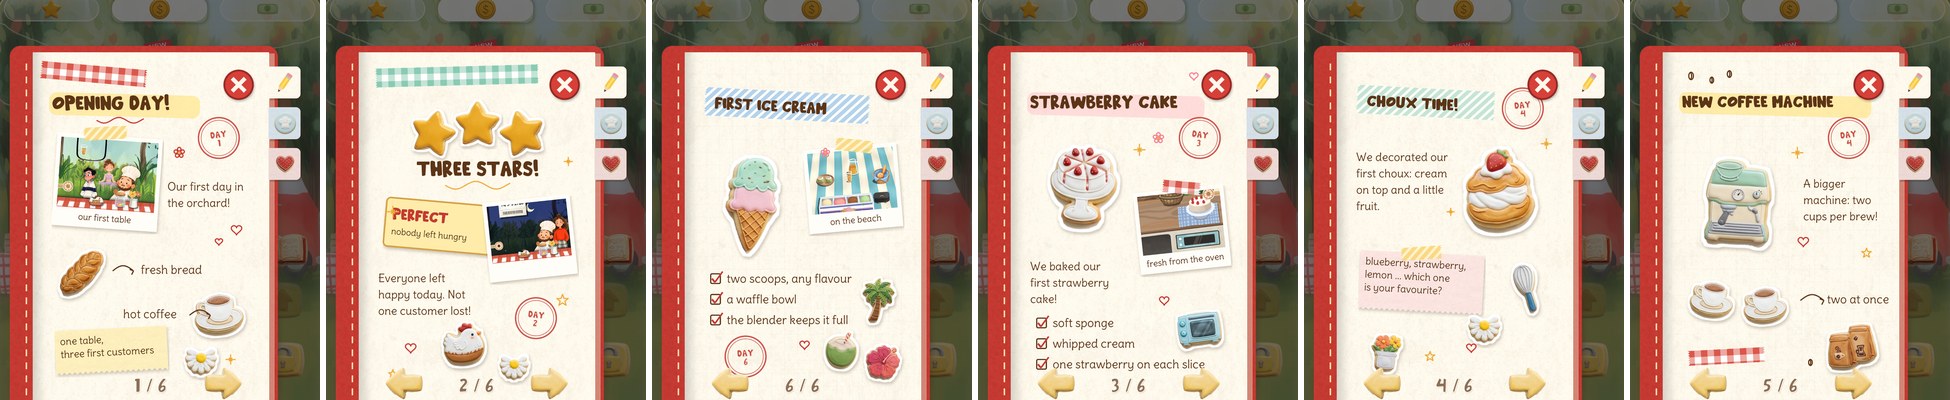 OPENING DAY!
DAY
1
our first table
Our first day in
the orchard!
fresh bread
hot coffee
one table,
three first customers
1 / 6
THREE STARS!
PERFECT
nobody left hungry
Everyone left
happy today. Not
one customer lost!
DAY
2
2 / 6
FIRST ICE CREAM
on the beach
two scoops, any flavour
a waffle bowl
the blender keeps it full
DAY
6
6 / 6
STRAWBERRY CAKE
DAY
3
fresh from the oven
We baked our
first strawberry
cake!
soft sponge
whipped cream
one strawberry on each slice
3 / 6
CHOUX TIME!
DAY
4
We decorated our
first choux: cream
on top and a little
fruit.
blueberry, strawberry,
lemon ... which one
is your favourite?
4 / 6
NEW COFFEE MACHINE
DAY
4
A bigger
machine: two
cups per brew!
two at once
5 / 6